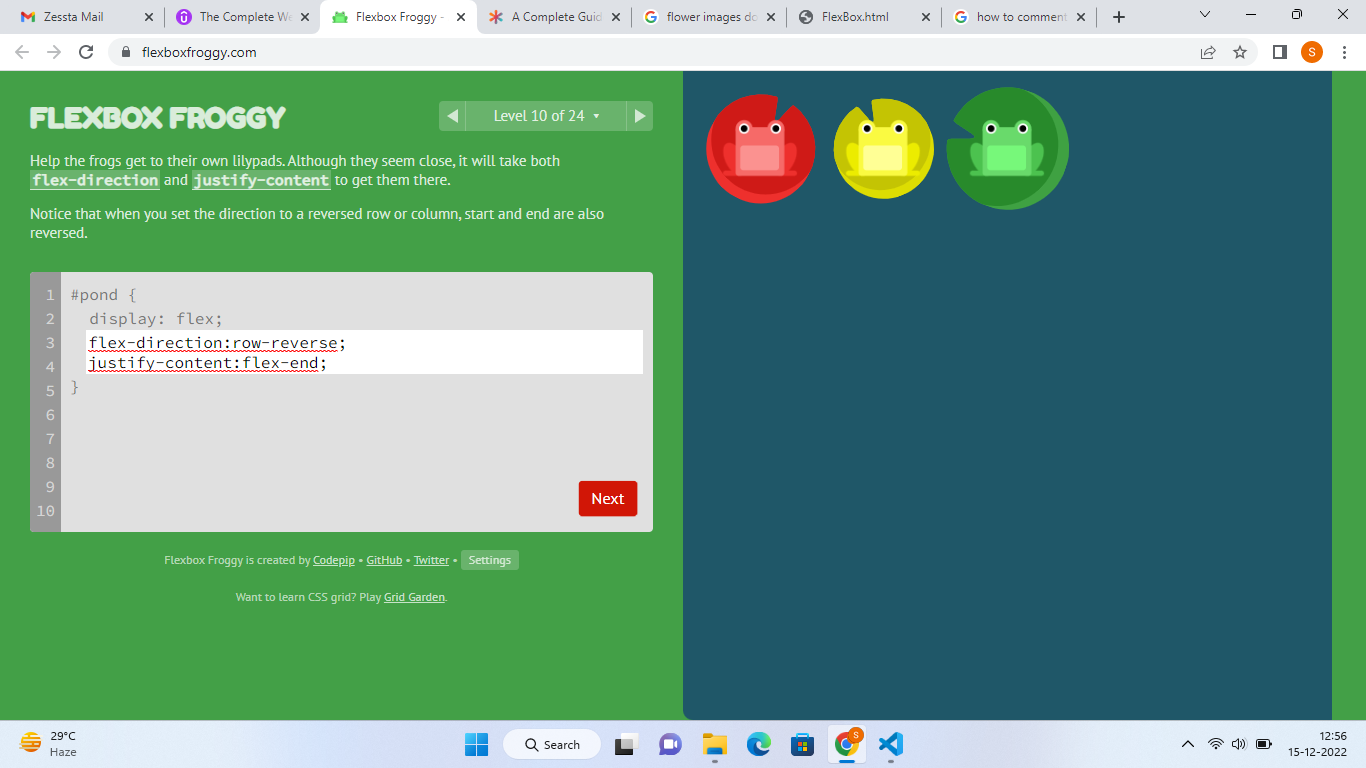 Zessta Mail
The Complete We
Flexbox Froggy -
A Complete Guid
flower images do
FlexBox.html
how to comment
flexboxfroggy.com
S
FLEXBOX FROGGY
Level 10 of 24
Help the frogs get to their own lilypads. Although they seem close, it will take both
flex-direction and justify-content to get them there.
Notice that when you set the direction to a reversed row or column, start and end are also
reversed.
1 #pond {
2 display: flex;
3 flex-direction:row-reverse;
4 justify-content:flex-end;
5 }
6
7
8
9
10
Next
Flexbox Froggy is created by Codepip • GitHub • Twitter • Settings
Want to learn CSS grid? Play Grid Garden.
29°C
Haze
Search
S
12:56
15-12-2022